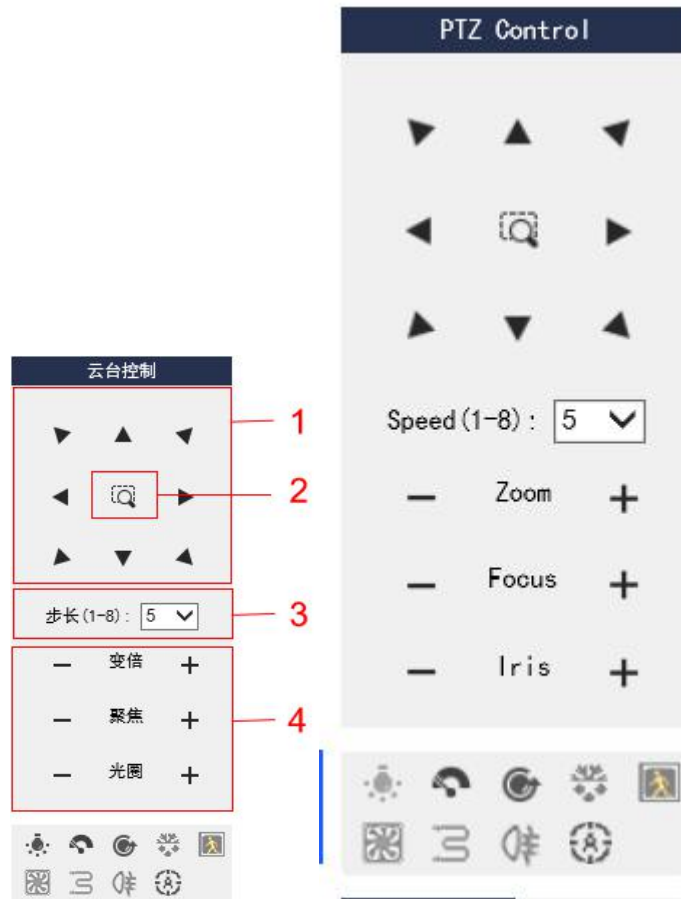 PTZ Control
Speed(1-8): 5
Zoom
Focus
Iris
云台控制
1
2
步长(1-8): 5
3
变倍
聚焦
4
光圈